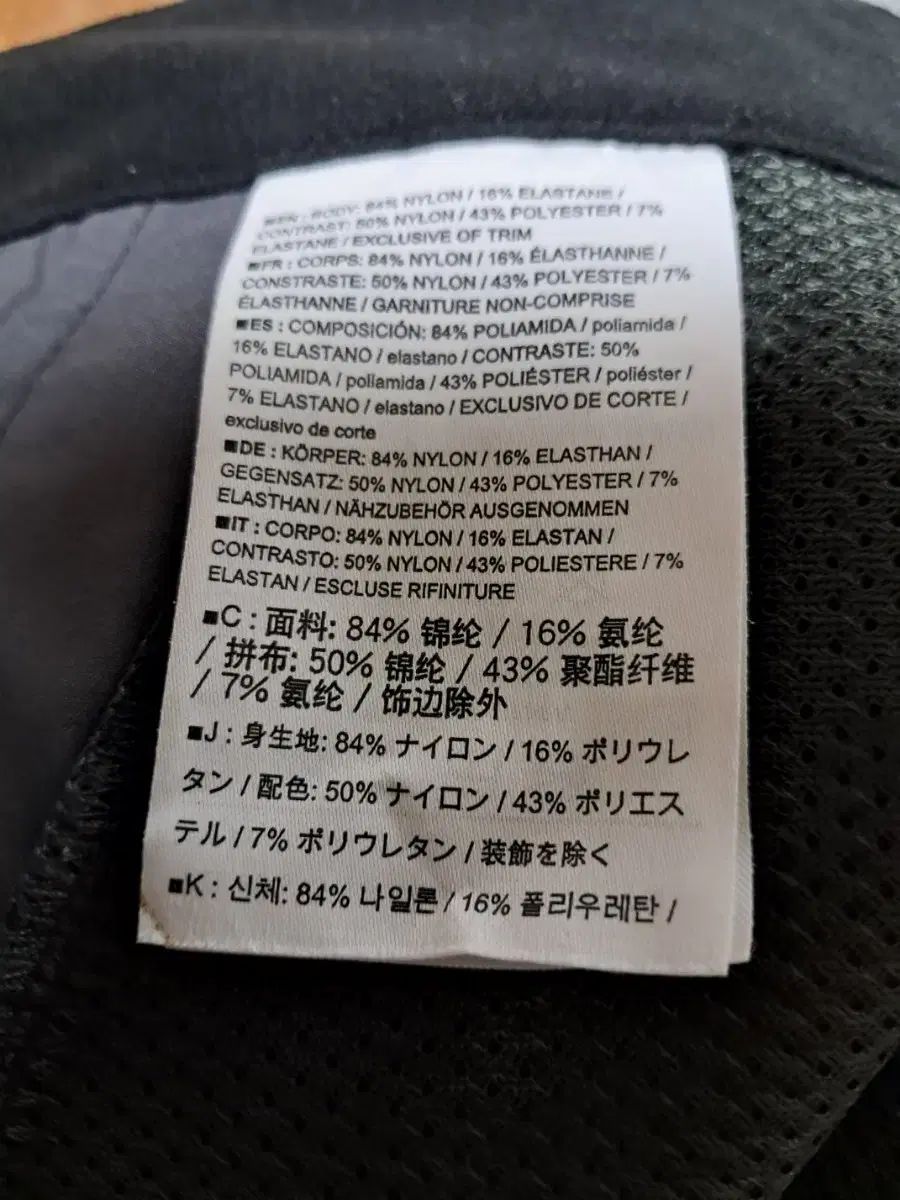 ■EN : BODY: 84% NYLON / 16% ELASTANE /
CONTRAST: 50% NYLON / 43% POLYESTER / 7%
ELASTANE / EXCLUSIVE OF TRIM
■FR : CORPS: 84% NYLON / 16% ÉLASTHANNE /
CONSTRASTE: 50% NYLON / 43% POLYESTER / 7%
ÉLASTHANNE / GARNITURE NON-COMPRISE
■ES : COMPOSICIÓN: 84% POLIAMIDA / poliamida /
16% ELASTANO / elastano / CONTRASTE: 50%
POLIAMIDA / poliamida / 43% POLIÉSTER / poliéster /
7% ELASTANO / elastano / EXCLUSIVO DE CORTE /
exclusivo de corte
■DE : KÖRPER: 84% NYLON / 16% ELASTHAN /
GEGENSATZ: 50% NYLON / 43% POLYESTER / 7%
ELASTHAN / NÄHZUBEHÖR AUSGENOMMEN
■IT : CORPO: 84% NYLON / 16% ELASTAN /
CONTRASTO: 50% NYLON / 43% POLIESTERE / 7%
ELASTAN / ESCLUSE RIFINITURE
■C : 面料: 84% 锦纶 / 16% 氨纶
/ 拼布: 50% 锦纶 / 43% 聚酯纤维
/ 7% 氨纶 / 饰边除外
■J : 身生地: 84% ナイロン / 16% ポリウレ
タン / 配色: 50% ナイロン / 43% ポリエス
テル / 7% ポリウレタン / 装飾を除く
■K : 신체: 84% 나일론 / 16% 폴리우레탄 /